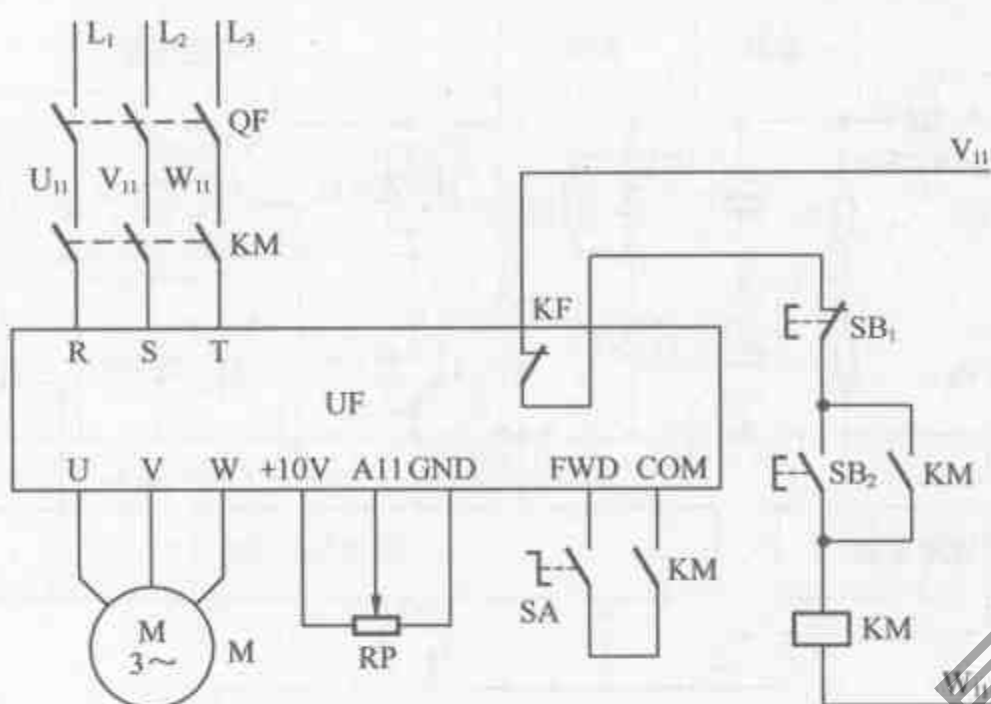 L₁ L₂ L₃
QF
U₁₁ V₁₁ W₁₁
V₁₁
KM
KF
SB₁
R S T
UF
U V W +10V A11 GND FWD COM
SB₂ KM
SA KM
M
3～
M
RP
KM
W₁₁